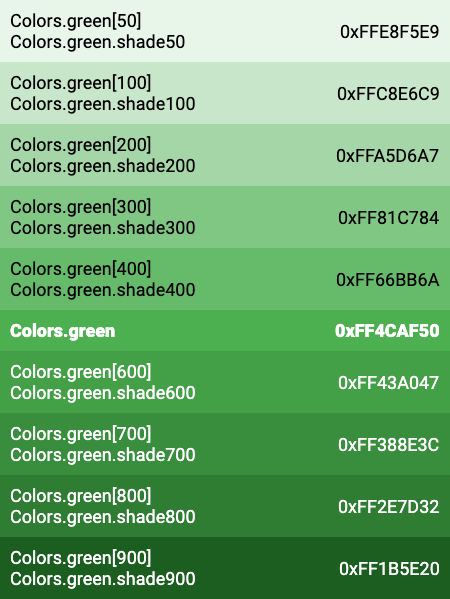 Colors.green[50]
Colors.green.shade50
0xFFE8F5E9
Colors.green[100]
Colors.green.shade100
0xFFC8E6C9
Colors.green[200]
Colors.green.shade200
0xFFA5D6A7
Colors.green[300]
Colors.green.shade300
0xFF81C784
Colors.green[400]
Colors.green.shade400
0xFF66BB6A
Colors.green
0xFF4CAF50
Colors.green[600]
Colors.green.shade600
0xFF43A047
Colors.green[700]
Colors.green.shade700
0xFF388E3C
Colors.green[800]
Colors.green.shade800
0xFF2E7D32
Colors.green[900]
Colors.green.shade900
0xFF1B5E20